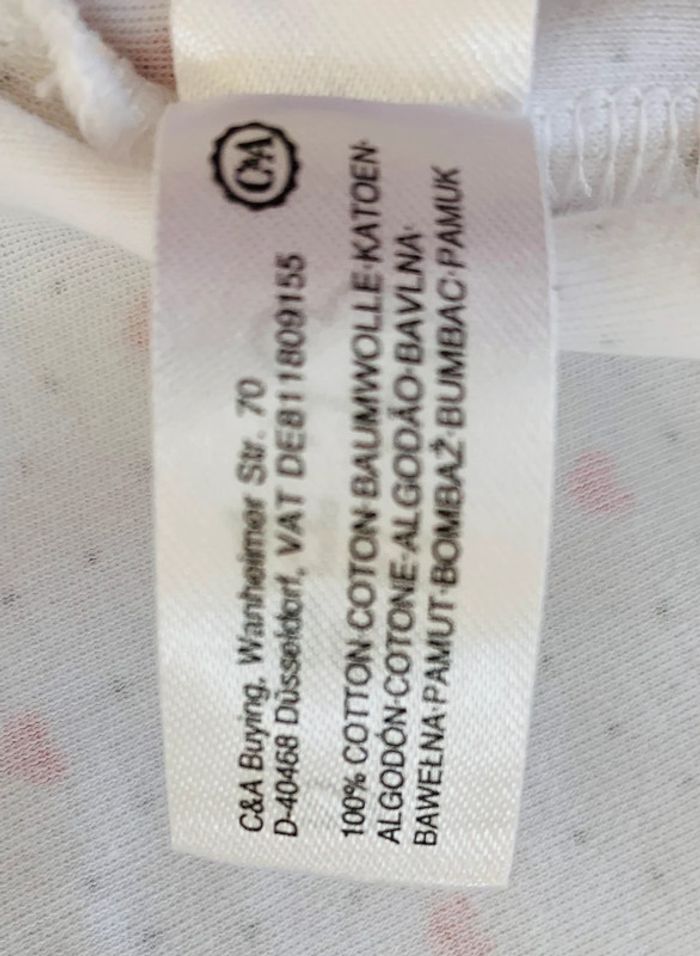 C&A
C&A Buying, Wanheimer Str. 70
D-40468 Düsseldorf, VAT DE811809155
100% COTTON·COTON·BAUMWOLLE·KATOEN·
ALGODÓN·COTONE·ALGODÃO·BAVLNA·
BAWEŁNA·PAMUT·BOMBAŽ·BUMBAC·PAMUK